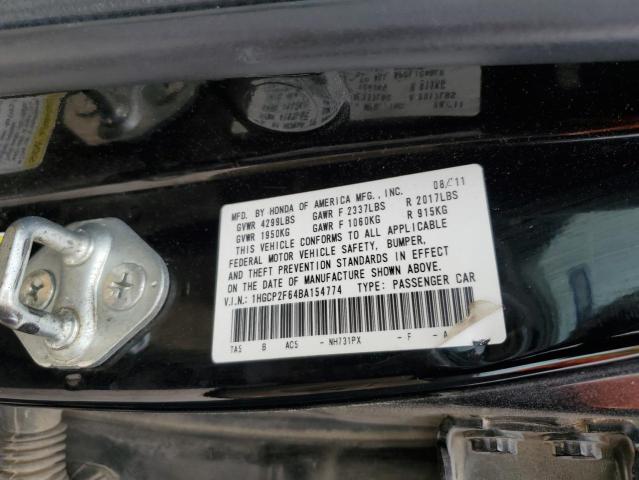 MFD. BY HONDA OF AMERICA MFG., INC. 08/11
GVWR 4299LBS GAWR F 2337LBS R 2017LBS
GVWR 1950KG GAWR F 1060KG R 915KG
THIS VEHICLE CONFORMS TO ALL APPLICABLE
FEDERAL MOTOR VEHICLE SAFETY, BUMPER,
AND THEFT PREVENTION STANDARDS IN EFFECT
ON THE DATE OF MANUFACTURE SHOWN ABOVE.
V.I.N.: 1HGCP2F64BA154774 TYPE: PASSENGER CAR
TA5 B AC5 - NH731PX - F - A